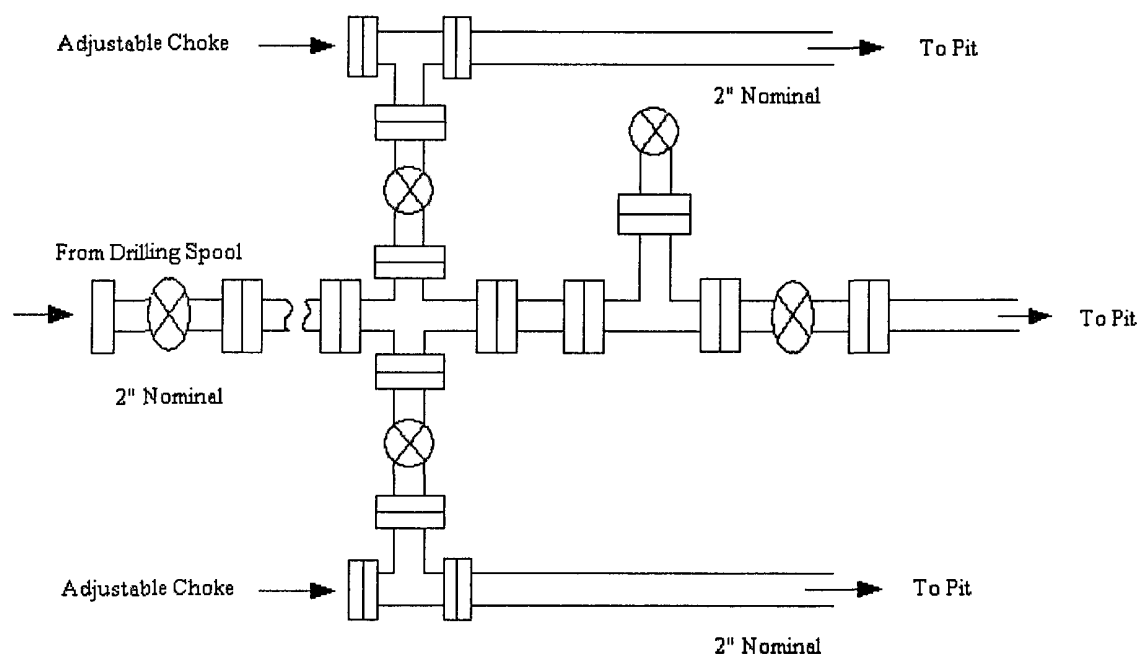 Adjustable Choke
To Pit
2" Nominal
From Drilling Spool
To Pit
2" Nominal
Adjustable Choke
To Pit
2" Nominal